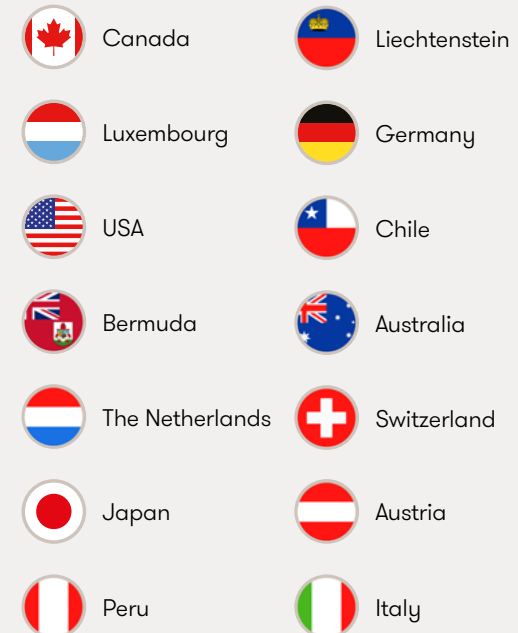 Canada
Liechtenstein
Luxembourg
Germany
USA
Chile
Bermuda
Australia
The Netherlands
Switzerland
Japan
Austria
Peru
Italy